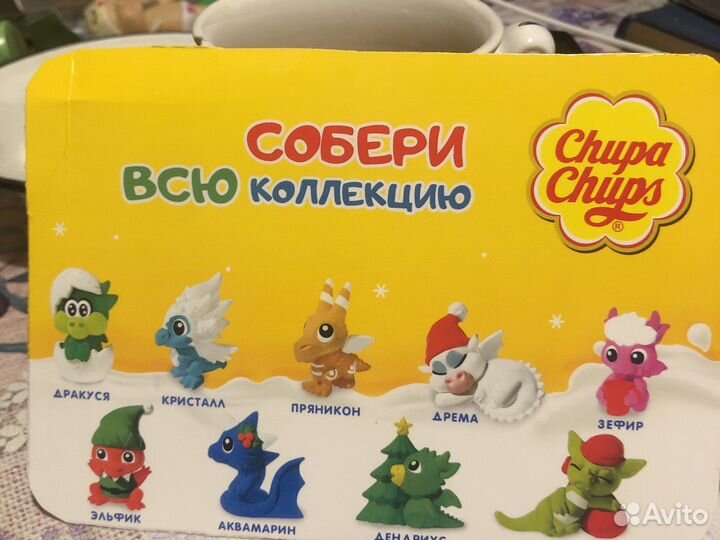 СОБЕРИ
ВСЮ КОЛЛЕКЦИЮ
Chupa
Chups
®
ДРАКУСЯ
КРИСТАЛЛ
ПРЯНИКОН
ДРЕМА
ЗЕФИР
ЭЛЬФИК
АКВАМАРИН
ДЕНДРИУС
Avito